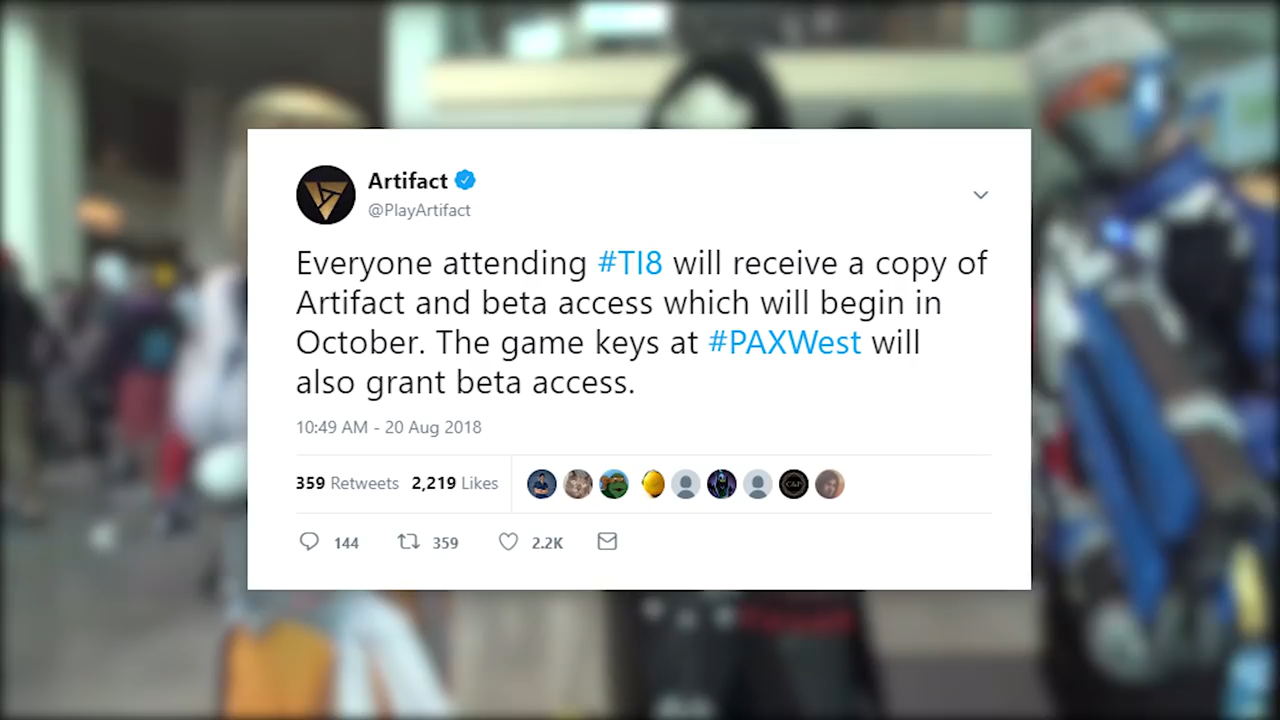 Artifact
@PlayArtifact
Everyone attending #TI8 will receive a copy of
Artifact and beta access which will begin in
October. The game keys at #PAXWest will
also grant beta access.
10:49 AM - 20 Aug 2018
359 Retweets 2,219 Likes
144 359 2.2K